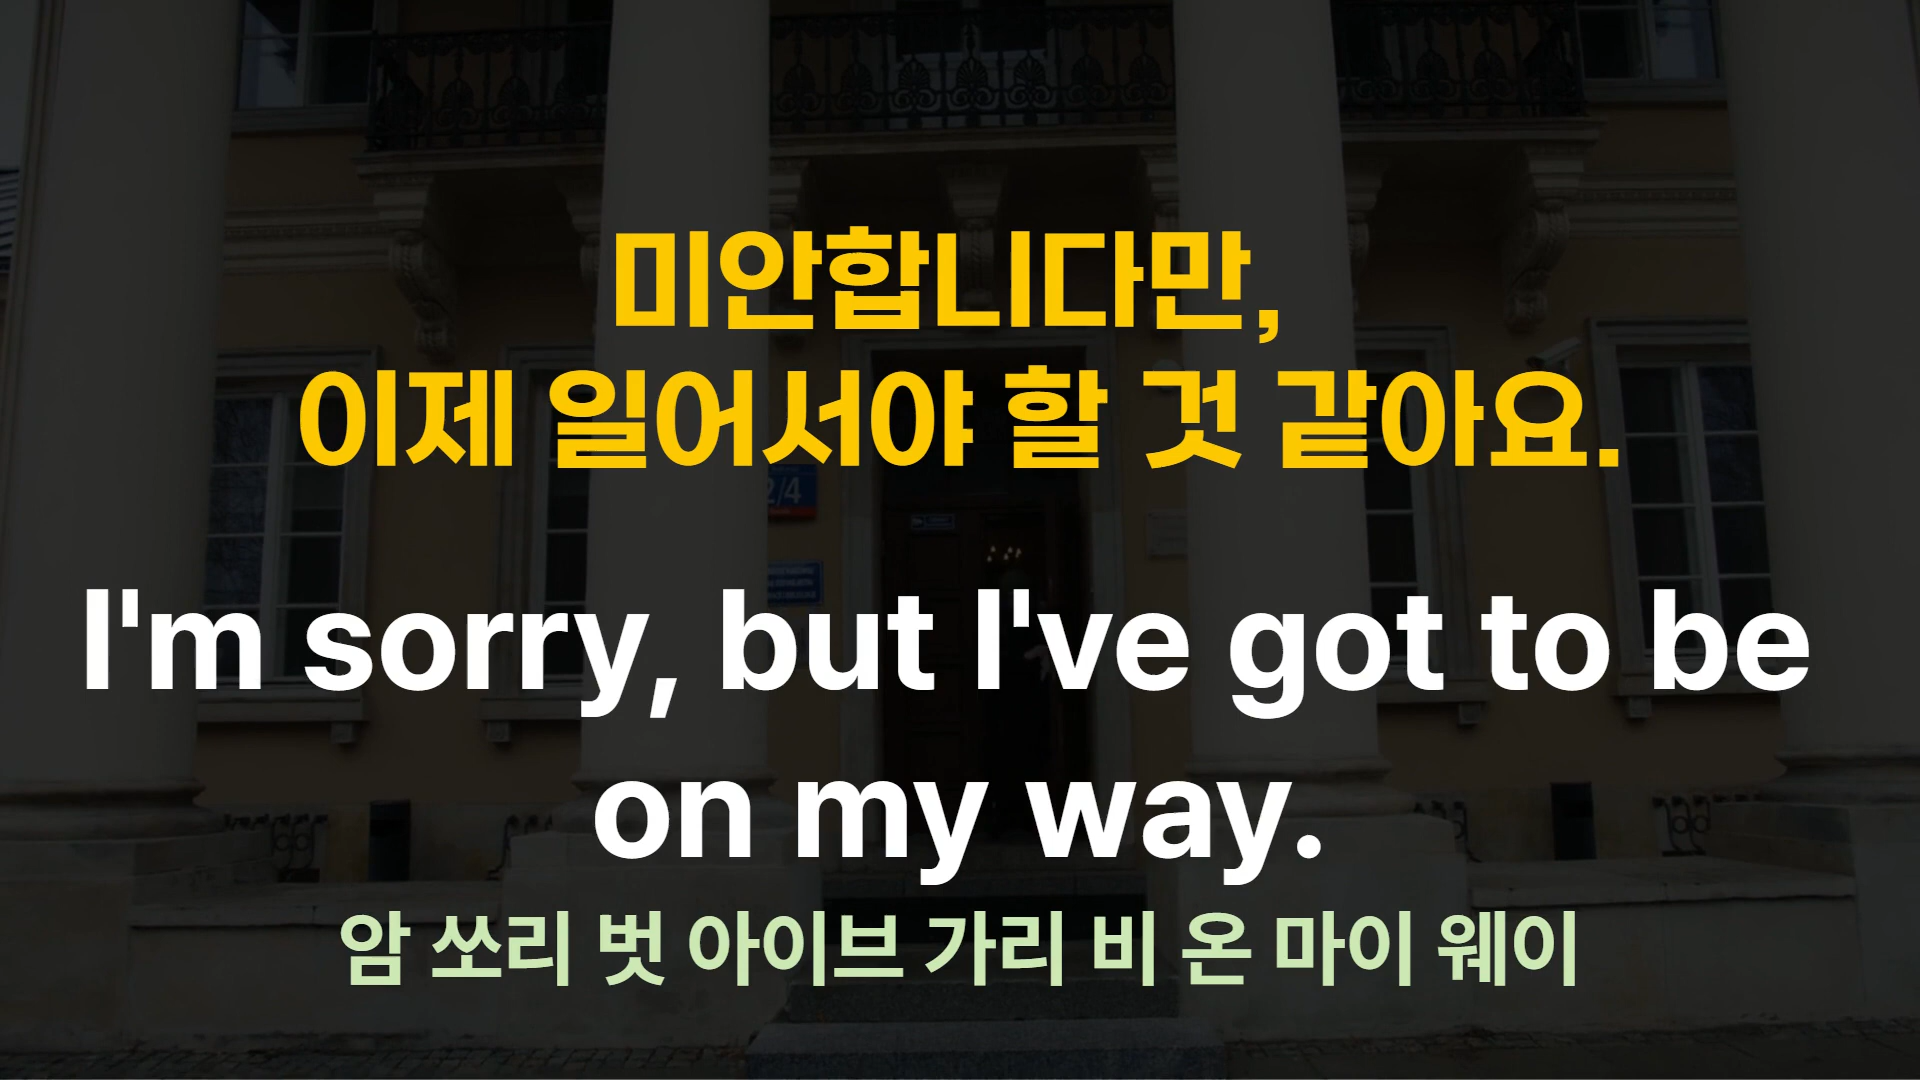 미안합니다만,
이제 일어서야 할 것 같아요.
2/4
I'm sorry, but I've got to be
on my way.
암 쏘리 벗 아이브 가리 비 온 마이 웨이